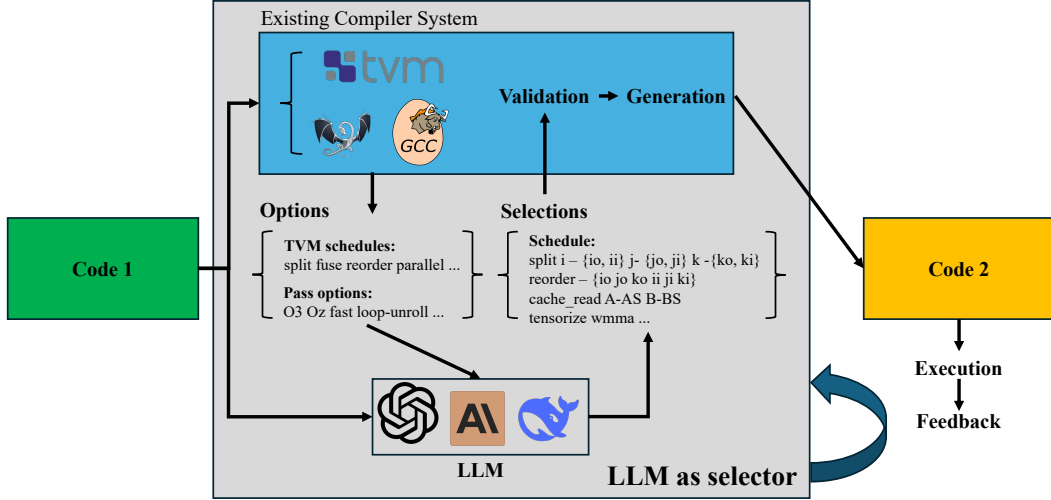 Existing Compiler System
tvm
GCC
Validation
Generation
Options
TVM schedules:
split fuse reorder parallel ...
Pass options:
O3 Oz fast loop-unroll ...
Selections
Schedule:
split i – {io, ii} j- {jo, ji} k -{ko, ki}
reorder – {io jo ko ii ji ki}
cache_read A-AS B-BS
tensorize wmma ...
Code 1
Code 2
Execution
Feedback
AI
LLM
LLM as selector